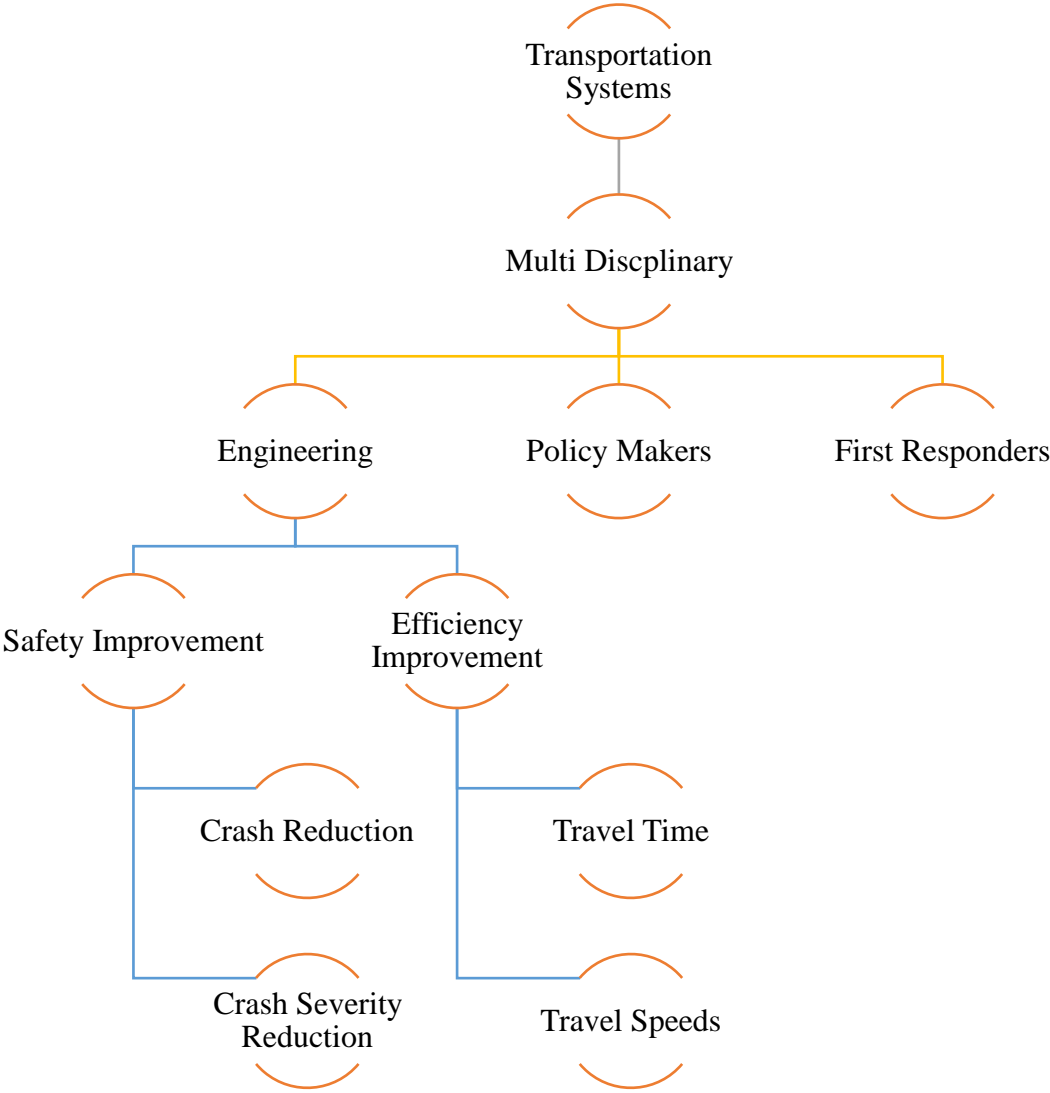 Transportation
Systems
Multi Discplinary
Engineering
Policy Makers
First Responders
Safety Improvement
Efficiency
Improvement
Crash Reduction
Travel Time
Crash Severity
Reduction
Travel Speeds